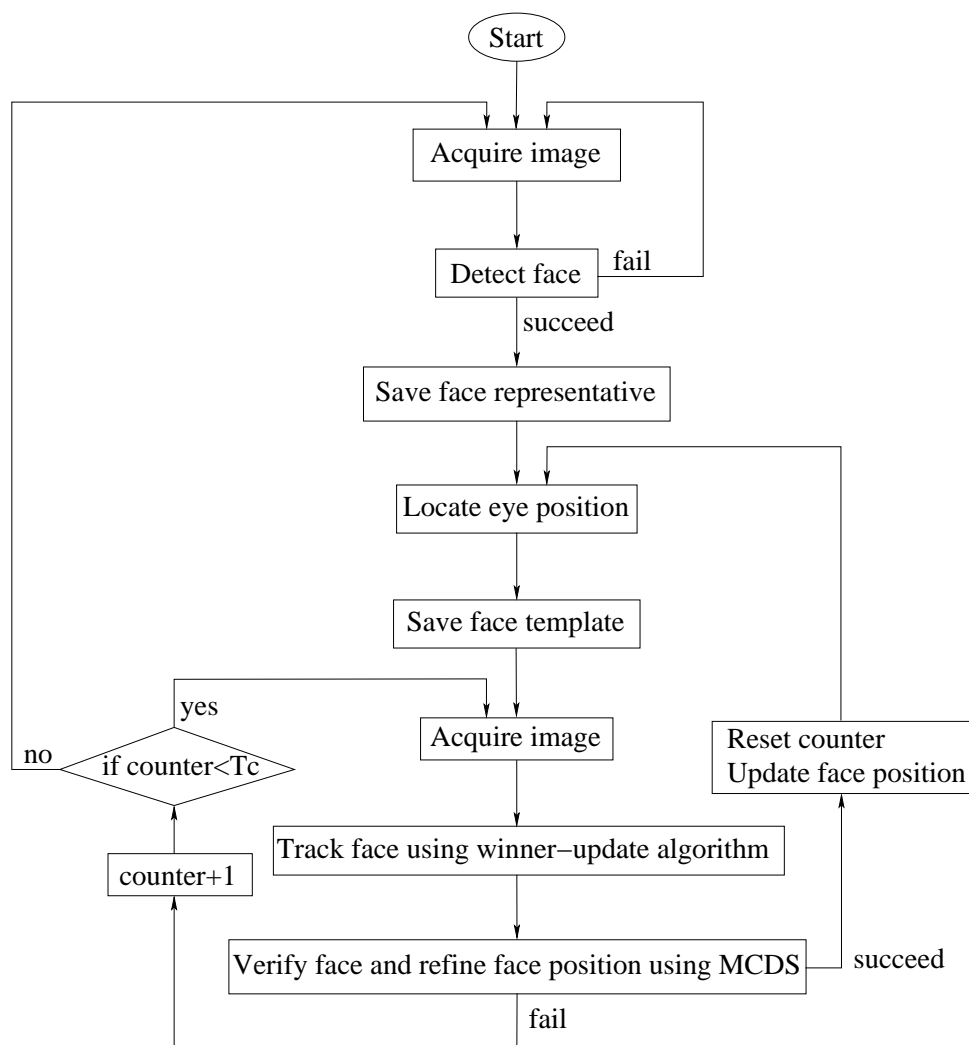 Start
Acquire image
Detect face
fail
succeed
Save face representative
Locate eye position
Save face template
yes
Acquire image
no
if counter<Tc
Reset counter
Update face position
Track face using winner−update algorithm
counter+1
Verify face and refine face position using MCDS
succeed
fail